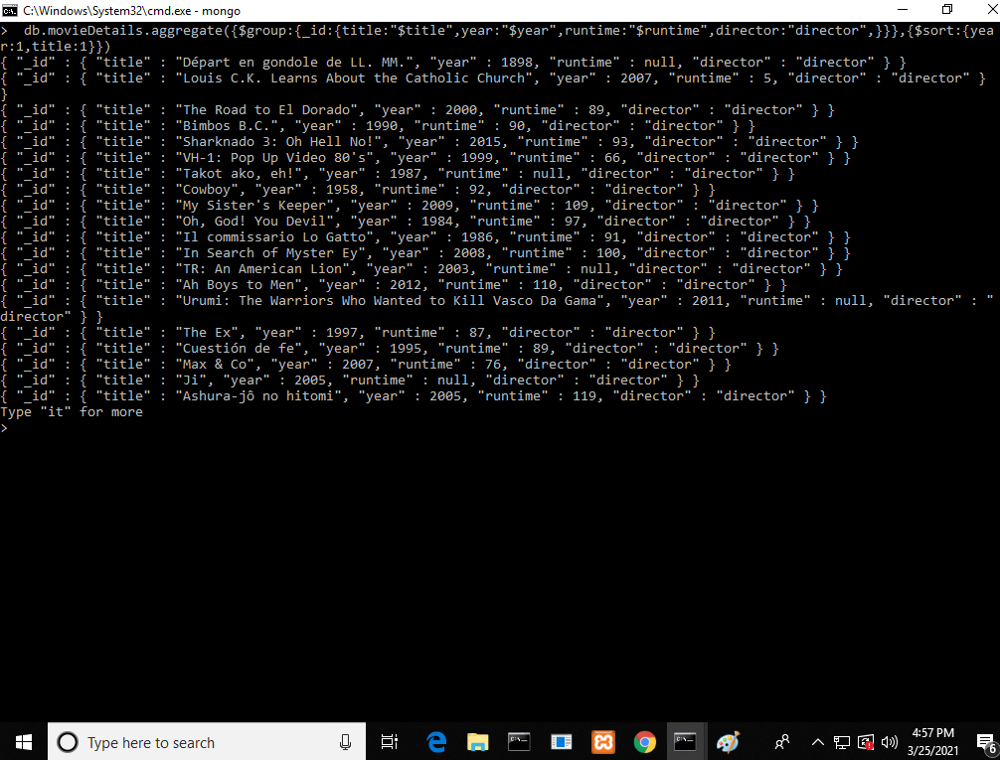 C:\Windows\System32\cmd.exe - mongo
>  db.movieDetails.aggregate({$group:{_id:{title:"$title",year:"$year",runtime:"$runtime",director:"director",}}},{$sort:{yea
r:1,title:1}})
{ "_id" : { "title" : "Départ en gondole de LL. MM.", "year" : 1898, "runtime" : null, "director" : "director" } }
{ "_id" : { "title" : "Louis C.K. Learns About the Catholic Church", "year" : 2007, "runtime" : 5, "director" : "director" }
}
{ "_id" : { "title" : "The Road to El Dorado", "year" : 2000, "runtime" : 89, "director" : "director" } }
{ "_id" : { "title" : "Bimbos B.C.", "year" : 1990, "runtime" : 90, "director" : "director" } }
{ "_id" : { "title" : "Sharknado 3: Oh Hell No!", "year" : 2015, "runtime" : 93, "director" : "director" } }
{ "_id" : { "title" : "VH-1: Pop Up Video 80's", "year" : 1999, "runtime" : 66, "director" : "director" } }
{ "_id" : { "title" : "Takot ako, eh!", "year" : 1987, "runtime" : null, "director" : "director" } }
{ "_id" : { "title" : "Cowboy", "year" : 1958, "runtime" : 92, "director" : "director" } }
{ "_id" : { "title" : "My Sister's Keeper", "year" : 2009, "runtime" : 109, "director" : "director" } }
{ "_id" : { "title" : "Oh, God! You Devil", "year" : 1984, "runtime" : 97, "director" : "director" } }
{ "_id" : { "title" : "Il commissario Lo Gatto", "year" : 1986, "runtime" : 91, "director" : "director" } }
{ "_id" : { "title" : "In Search of Myster Ey", "year" : 2008, "runtime" : 100, "director" : "director" } }
{ "_id" : { "title" : "TR: An American Lion", "year" : 2003, "runtime" : null, "director" : "director" } }
{ "_id" : { "title" : "Ah Boys to Men", "year" : 2012, "runtime" : 110, "director" : "director" } }
{ "_id" : { "title" : "Urumi: The Warriors Who Wanted to Kill Vasco Da Gama", "year" : 2011, "runtime" : null, "director" : "
director" } }
{ "_id" : { "title" : "The Ex", "year" : 1997, "runtime" : 87, "director" : "director" } }
{ "_id" : { "title" : "Cuestión de fe", "year" : 1995, "runtime" : 89, "director" : "director" } }
{ "_id" : { "title" : "Max & Co", "year" : 2007, "runtime" : 76, "director" : "director" } }
{ "_id" : { "title" : "Ji", "year" : 2005, "runtime" : null, "director" : "director" } }
{ "_id" : { "title" : "Ashura-jô no hitomi", "year" : 2005, "runtime" : 119, "director" : "director" } }
Type "it" for more
>
Type here to search
4:57 PM
3/25/2021
6